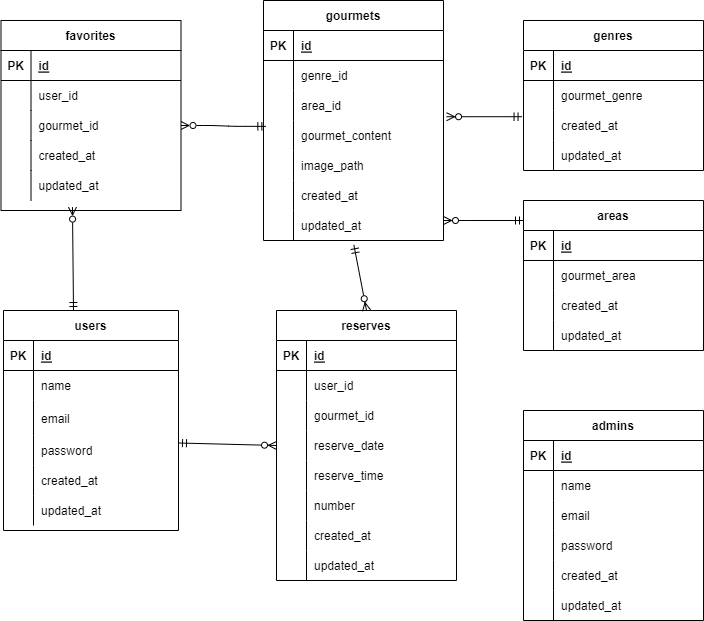 favorites
PK id
user_id
gourmet_id
created_at
updated_at
gourmets
PK id
genre_id
area_id
gourmet_content
image_path
created_at
updated_at
genres
PK id
gourmet_genre
created_at
updated_at
areas
PK id
gourmet_area
created_at
updated_at
users
PK id
name
email
password
created_at
updated_at
reserves
PK id
user_id
gourmet_id
reserve_date
reserve_time
number
created_at
updated_at
admins
PK id
name
email
password
created_at
updated_at